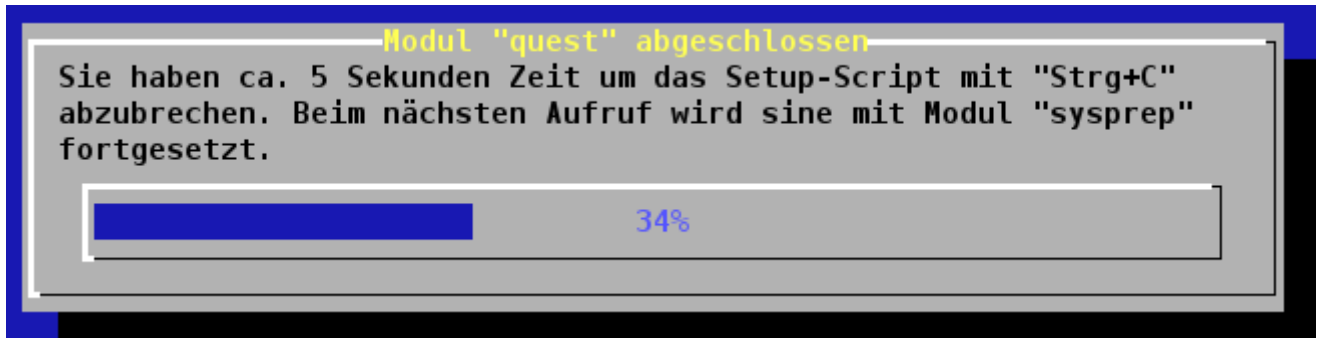 Modul "quest" abgeschlossen
Sie haben ca. 5 Sekunden Zeit um das Setup-Script mit "Strg+C"
abzubrechen. Beim nächsten Aufruf wird sine mit Modul "sysprep"
fortgesetzt.
34%